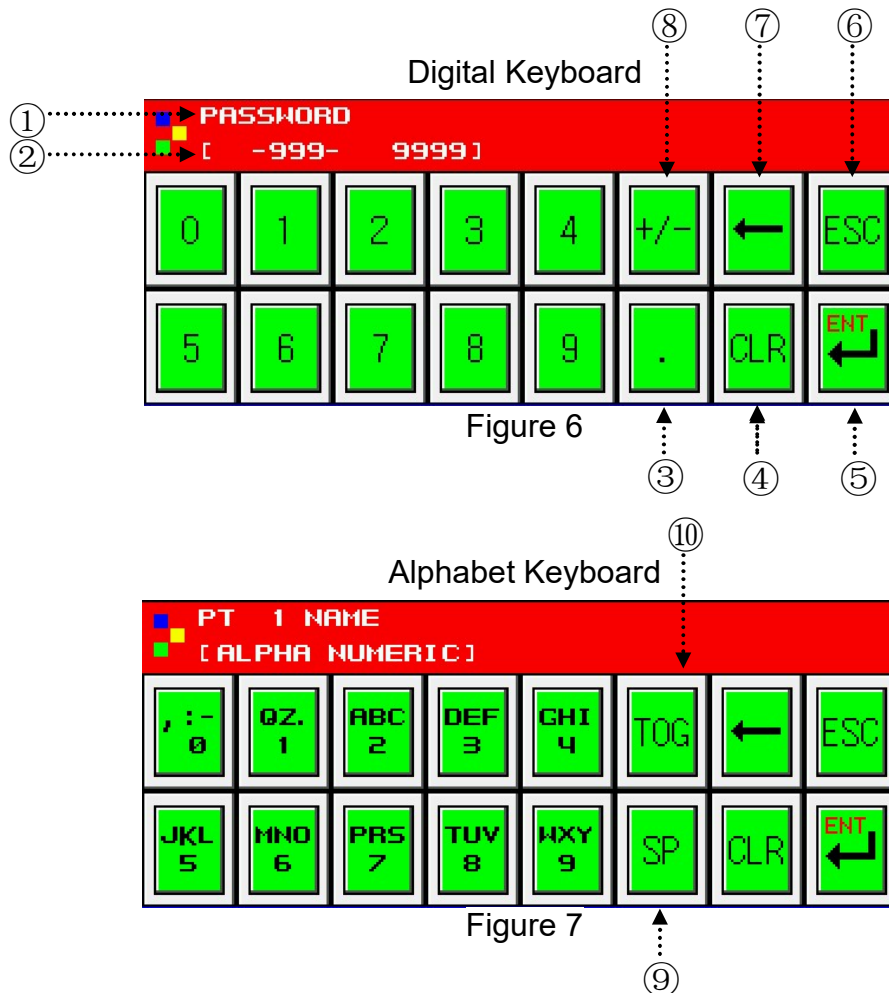 ⑧ ⑦ ⑥
Digital Keyboard
① PASSWORD
② [ -999- 9999]
0 1 2 3 4 +/- ← ESC
5 6 7 8 9 . CLR ENT
Figure 6
③ ④ ⑤
⑩
Alphabet Keyboard
PT 1 NAME
[ALPHA NUMERIC]
,:- QZ. ABC DEF GHI TOG ← ESC
0 1 2 3 4
JKL MNO PRS TUV WXY SP CLR ENT
5 6 7 8 9
Figure 7
⑨